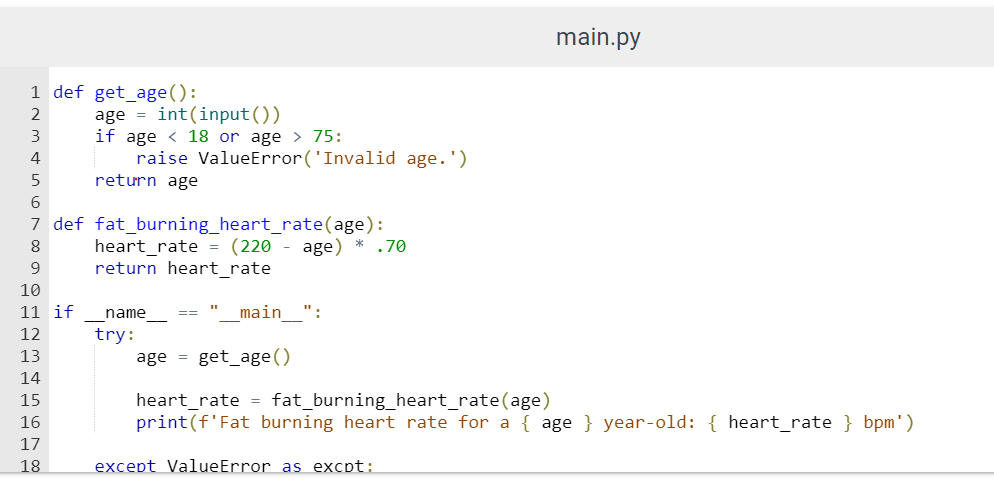 main.py
1 def get_age():
2     age = int(input())
3     if age < 18 or age > 75:
4         raise ValueError('Invalid age.')
5     return age
6
7 def fat_burning_heart_rate(age):
8     heart_rate = (220 - age) * .70
9     return heart_rate
10
11 if __name__ == "__main__":
12     try:
13         age = get_age()
14
15         heart_rate = fat_burning_heart_rate(age)
16         print(f'Fat burning heart rate for a { age } year-old: { heart_rate } bpm')
17
18     except ValueError as excpt: